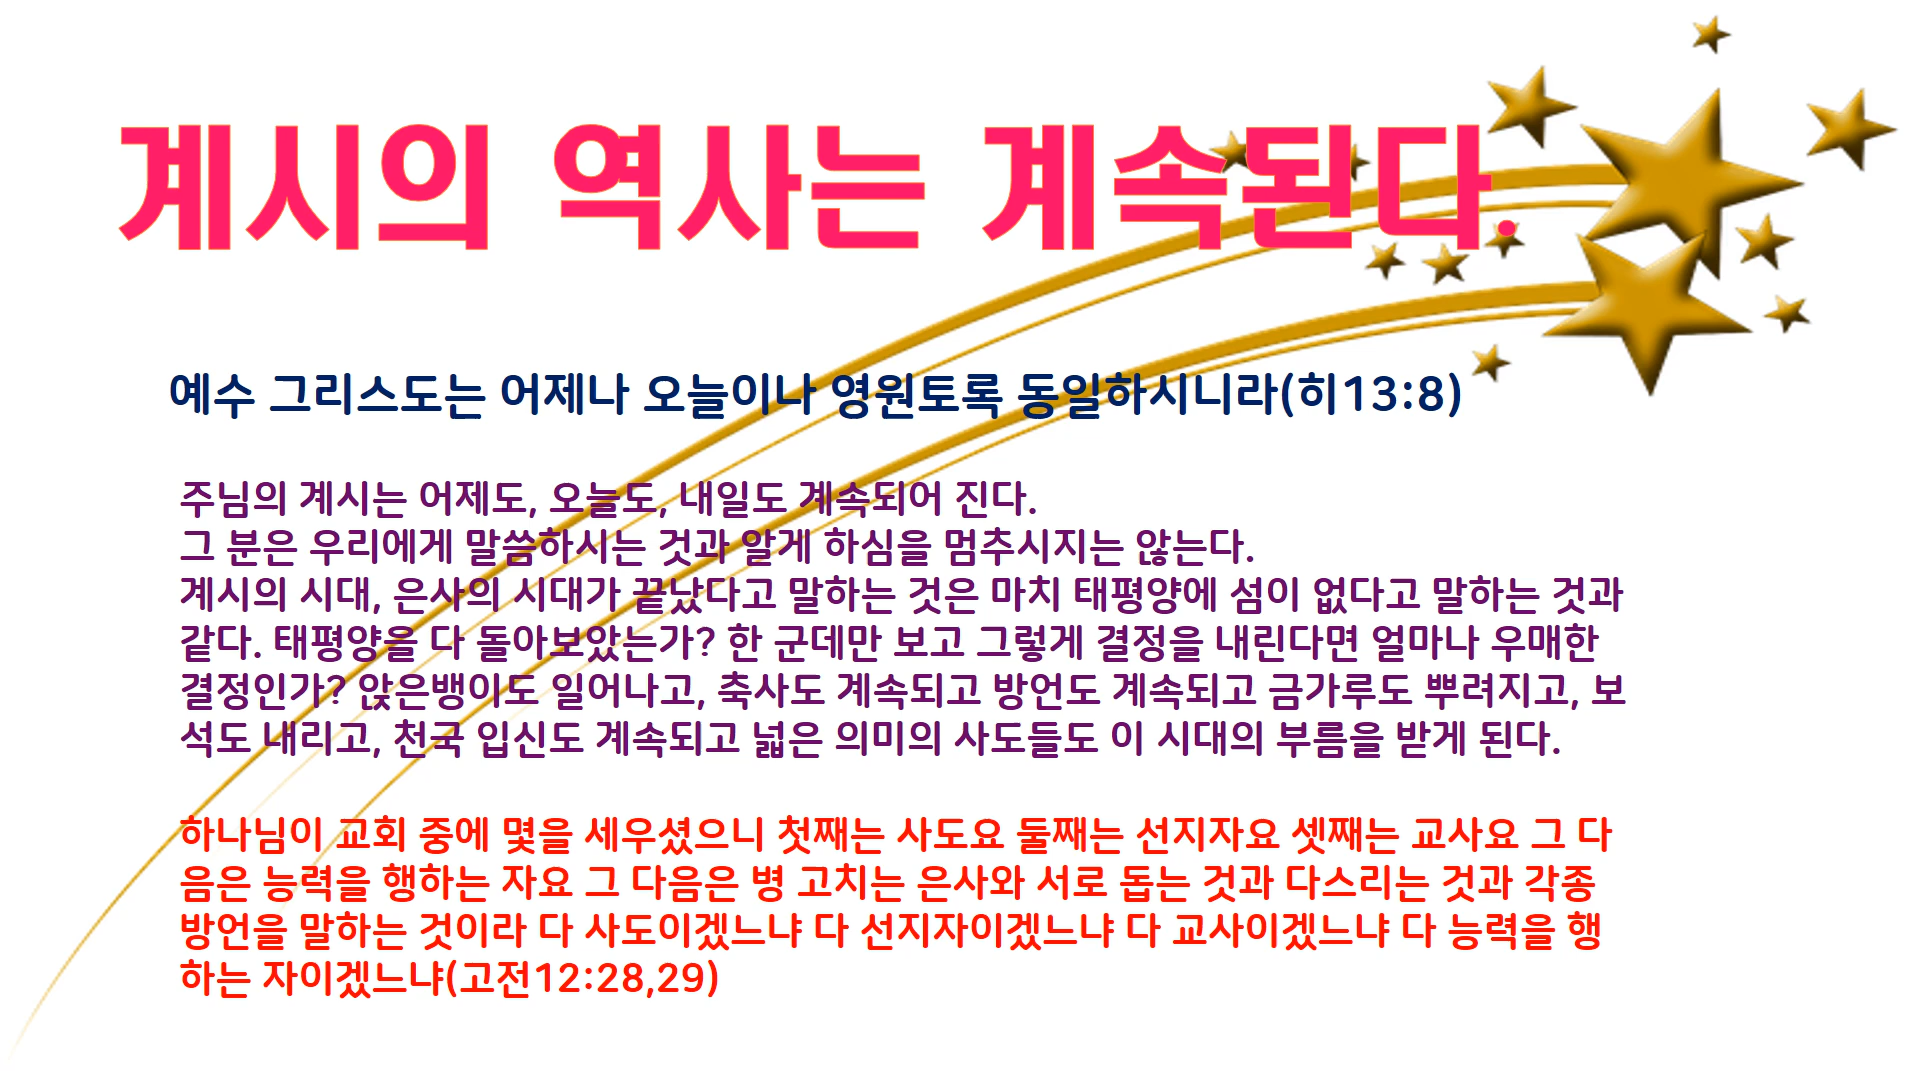 계시의 역사는 계속된다.
예수 그리스도는 어제나 오늘이나 영원토록 동일하시니라(히13:8)
주님의 계시는 어제도, 오늘도, 내일도 계속되어 진다.
그 분은 우리에게 말씀하시는 것과 알게 하심을 멈추시지는 않는다.
계시의 시대, 은사의 시대가 끝났다고 말하는 것은 마치 태평양에 섬이 없다고 말하는 것과
같다. 태평양을 다 돌아보았는가? 한 군데만 보고 그렇게 결정을 내린다면 얼마나 우매한
결정인가? 앉은뱅이도 일어나고, 축사도 계속되고 방언도 계속되고 금가루도 뿌려지고, 보
석도 내리고, 천국 입신도 계속되고 넓은 의미의 사도들도 이 시대의 부름을 받게 된다.
하나님이 교회 중에 몇을 세우셨으니 첫째는 사도요 둘째는 선지자요 셋째는 교사요 그 다
음은 능력을 행하는 자요 그 다음은 병 고치는 은사와 서로 돕는 것과 다스리는 것과 각종
방언을 말하는 것이라 다 사도이겠느냐 다 선지자이겠느냐 다 교사이겠느냐 다 능력을 행
하는 자이겠느냐(고전12:28,29)